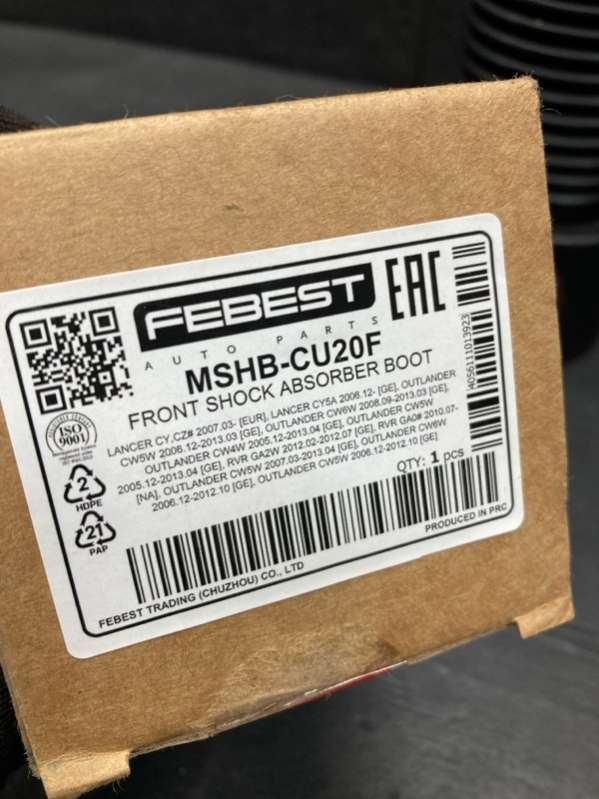 FEBEST
EAC
AUTO PARTS
MSHB-CU20F
FRONT SHOCK ABSORBER BOOT
LANCER CY,CZ# 2007.03- [EUR], LANCER CY5A 2006.12- [GE], OUTLANDER
CW5W 2006.12-2013.03 [GE], OUTLANDER CW6W 2008.09-2013.03 [GE],
OUTLANDER CW4W 2005.12-2013.04 [GE], OUTLANDER CW5W
2005.12-2013.04 [GE], RVR GA2W 2012.02-2012.07 [GE], RVR GA0# 2010.07-
[NA], OUTLANDER CW5W 2007.03-2013.04 [GE], OUTLANDER CW6W
2006.12-2012.10 [GE], OUTLANDER CW5W 2006.12-2012.10 [GE]
QTY: 1 PCS
4056111013923
ISO
9001
2
HDPE
21
PAP
FEBEST TRADING (CHUZHOU) CO., LTD
PRODUCED IN PRC